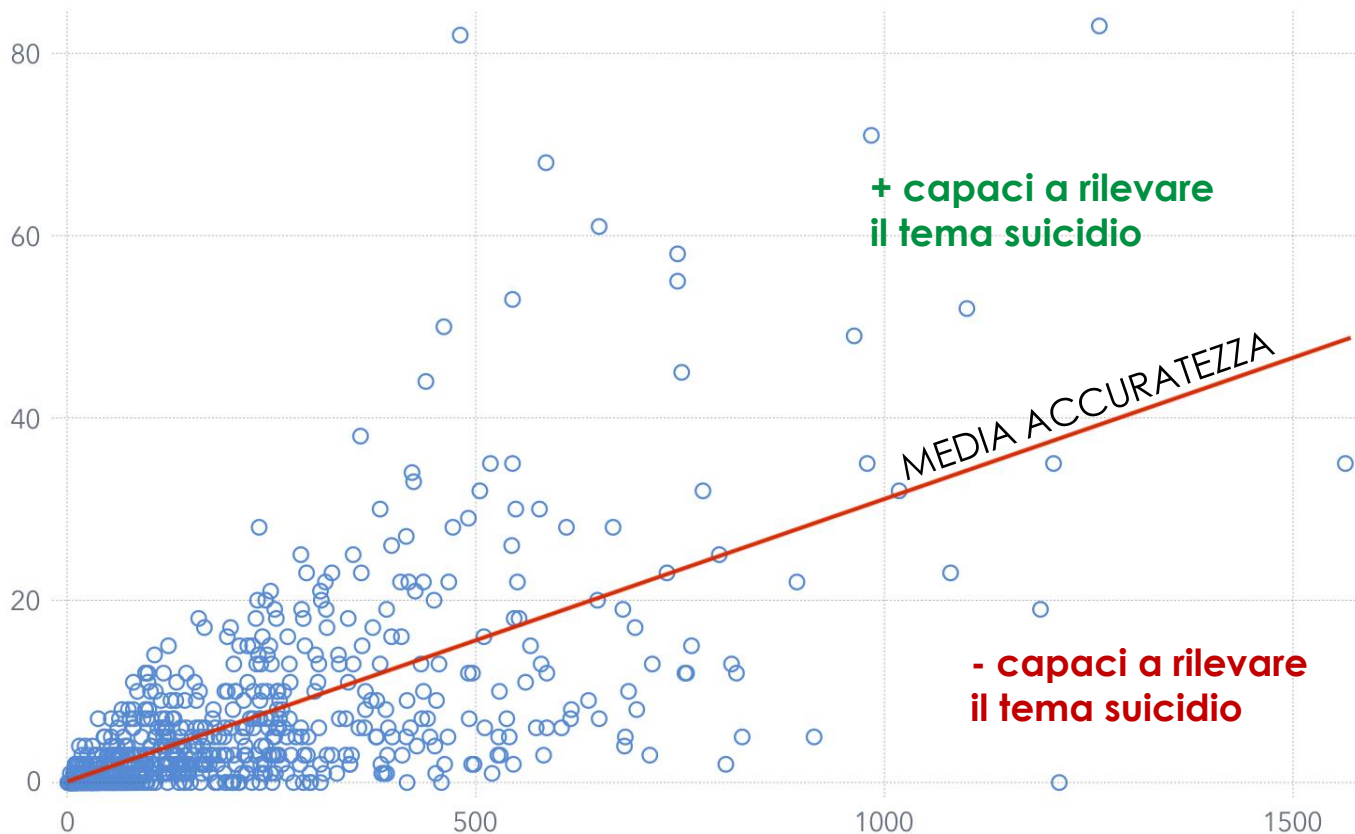 80
60
40
20
0
0
500
1000
1500
+ capaci a rilevare
il tema suicidio
MEDIA ACCURATEZZA
- capaci a rilevare
il tema suicidio